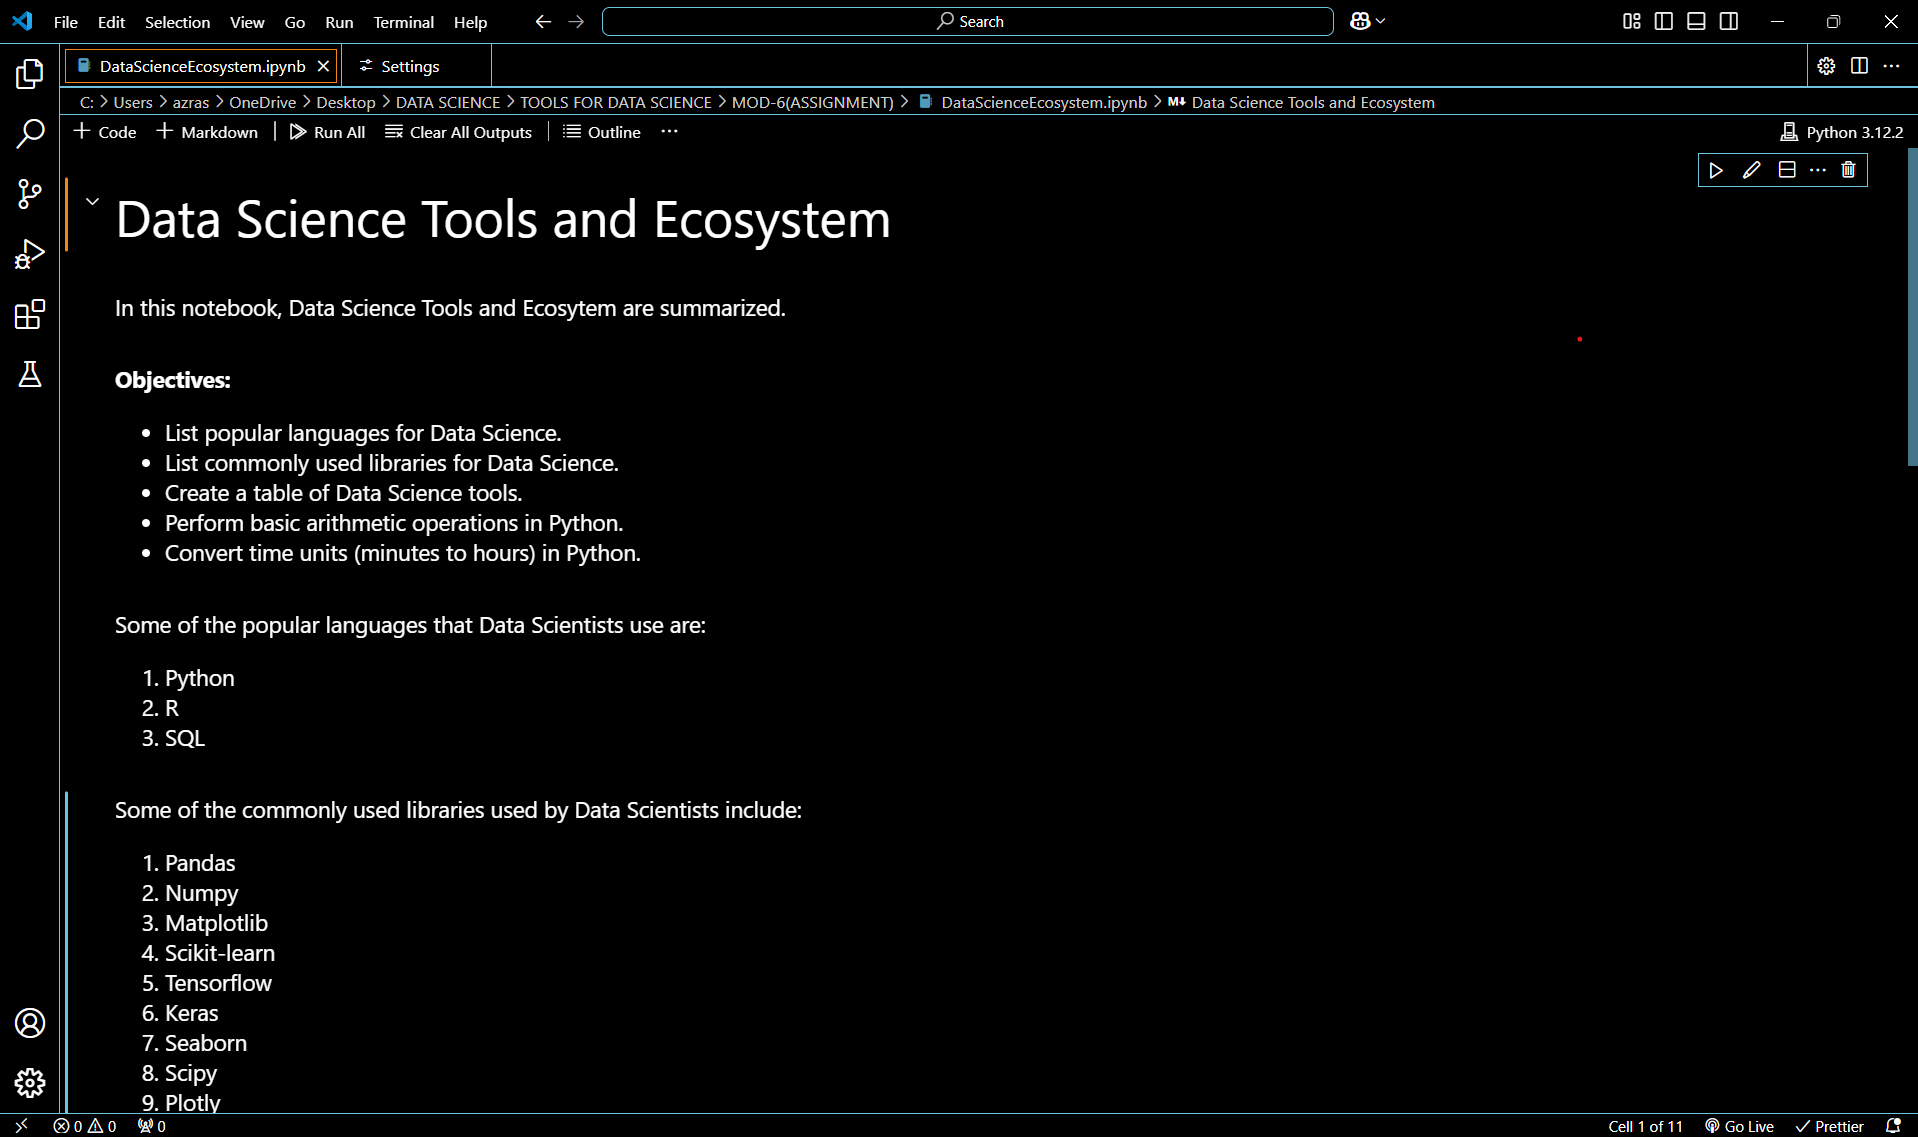 File Edit Selection View Go Run Terminal Help Search
DataScienceEcosystem.ipynb Settings
C: > Users > azras > OneDrive > Desktop > DATA SCIENCE > TOOLS FOR DATA SCIENCE > MOD-6(ASSIGNMENT) > DataScienceEcosystem.ipynb > M Data Science Tools and Ecosystem
+ Code + Markdown | Run All Clear All Outputs | Outline ... Python 3.12.2
Data Science Tools and Ecosystem
In this notebook, Data Science Tools and Ecosytem are summarized.
Objectives:
• List popular languages for Data Science.
• List commonly used libraries for Data Science.
• Create a table of Data Science tools.
• Perform basic arithmetic operations in Python.
• Convert time units (minutes to hours) in Python.
Some of the popular languages that Data Scientists use are:
1. Python
2. R
3. SQL
Some of the commonly used libraries used by Data Scientists include:
1. Pandas
2. Numpy
3. Matplotlib
4. Scikit-learn
5. Tensorflow
6. Keras
7. Seaborn
8. Scipy
9. Plotly
0 0 0 Cell 1 of 11 Go Live Prettier